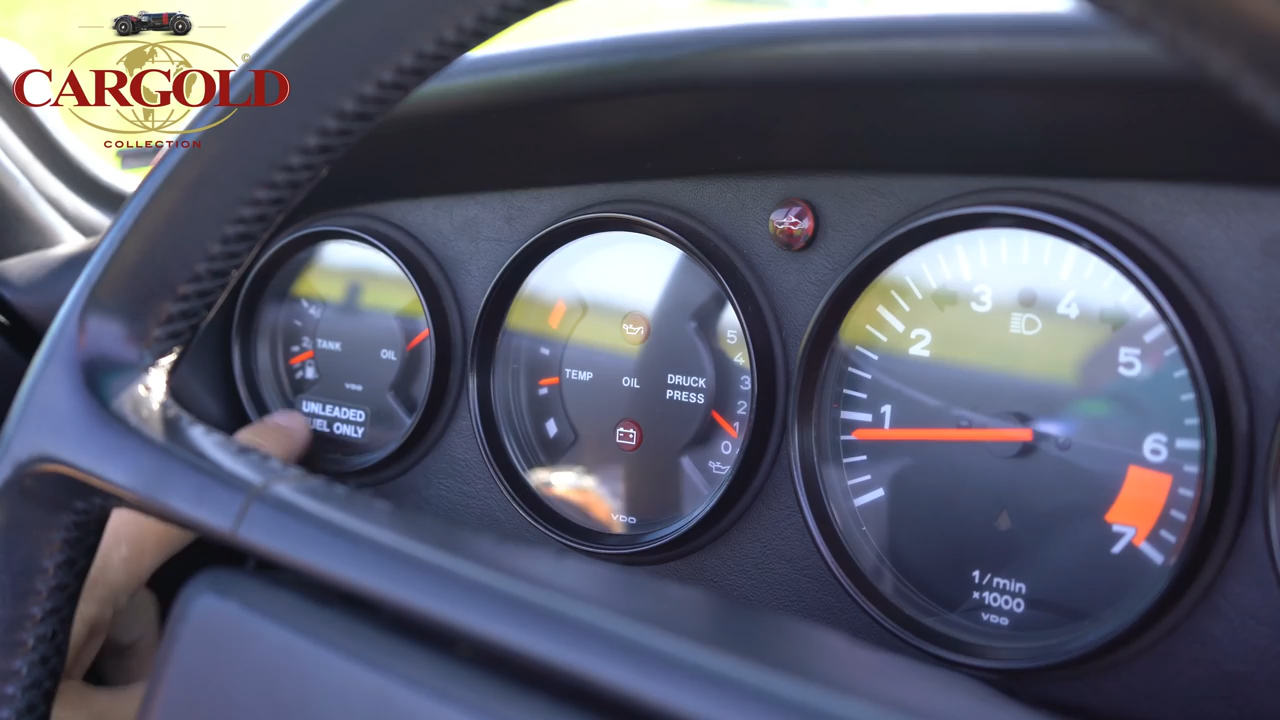 CARGOLD
COLLECTION
TANK
OIL
VDO
UNLEADED
FUEL ONLY
TEMP
OIL
DRUCK
PRESS
5
4
3
2
1
0
VDO
1
2
3
4
5
6
7
1/min
x1000
VDO